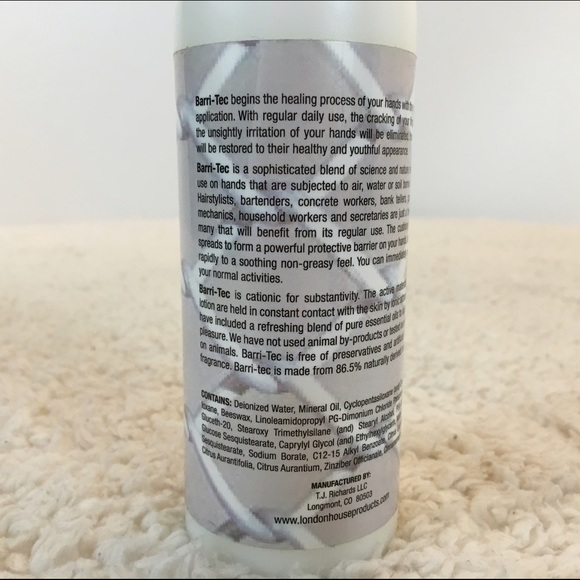 Barri-Tec begins the healing process of your hands with
application. With regular daily use, the cracking of your
the unsightly irritation of your hands will be eliminated
will be restored to their healthy and youthful appearance.
Barri-Tec is a sophisticated blend of science and nature
use on hands that are subjected to air, water or soil
Hairstylists, bartenders, concrete workers, bank tellers,
mechanics, household workers and secretaries are just a
many that will benefit from its regular use. The
spreads to form a powerful protective barrier on your hands
rapidly to a soothing non-greasy feel. You can
your normal activities.
Barri-Tec is cationic for substantivity. The active
lotion are held in constant contact with the skin by
have included a refreshing blend of pure essential oils to
pleasure. We have not used animal by-products or tested
on animals. Barri-Tec is free of preservatives and
fragrance. Barri-tec is made from 86.5% naturally
CONTAINS: Deionized Water, Mineral Oil, Cyclopentasiloxane
loxane, Beeswax, Linoleamidopropyl PG-Dimonium Chloride
Gluceth-20, Stearoxy Trimethylsilane (and) Stearyl Alcohol,
Glucose Sesquistearate, Caprylyl Glycol (and) Ethylhexylglycerin,
Sesquistearate, Sodium Borate, C12-15 Alkyl Benzoate,
Citrus Aurantifolia, Citrus Aurantium, Zinziber Officianale,
MANUFACTURED BY:
T.J. Richards LLC
Longmont, CO 80503
www.londonhouseproducts.com